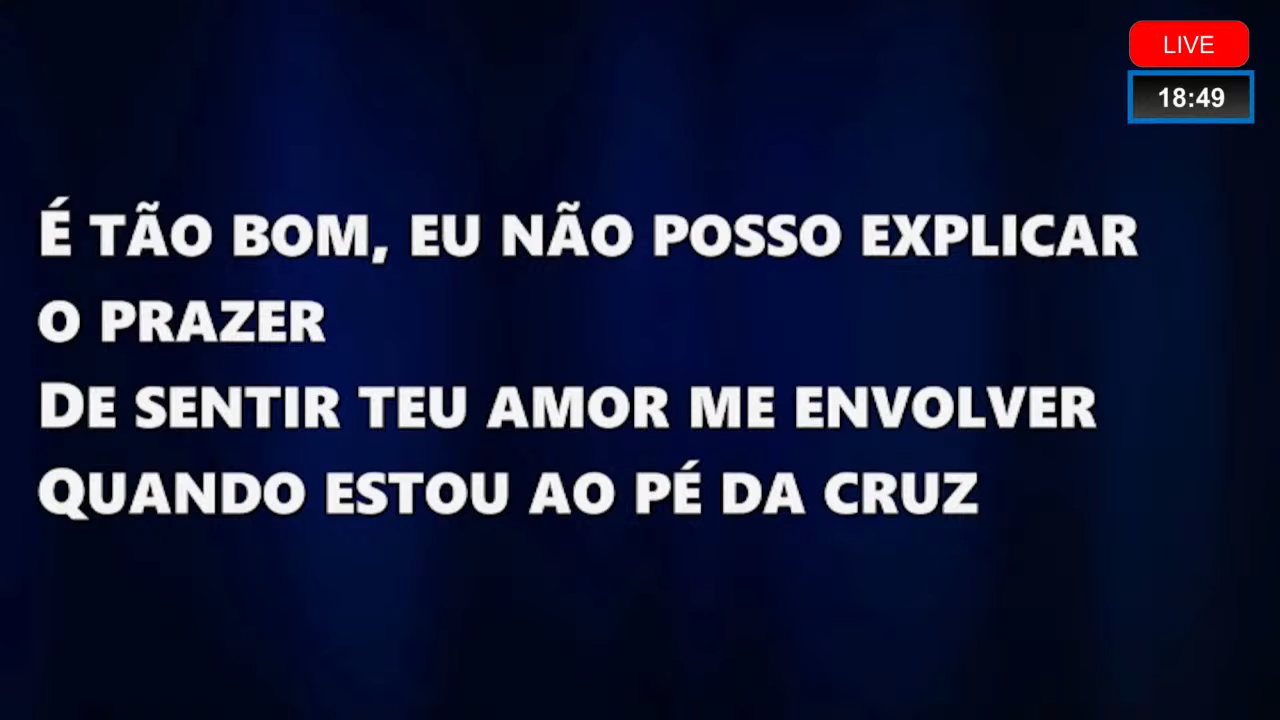 LIVE
18:49
É TÃO BOM, EU NÃO POSSO EXPLICAR
O PRAZER
DE SENTIR TEU AMOR ME ENVOLVER
QUANDO ESTOU AO PÉ DA CRUZ